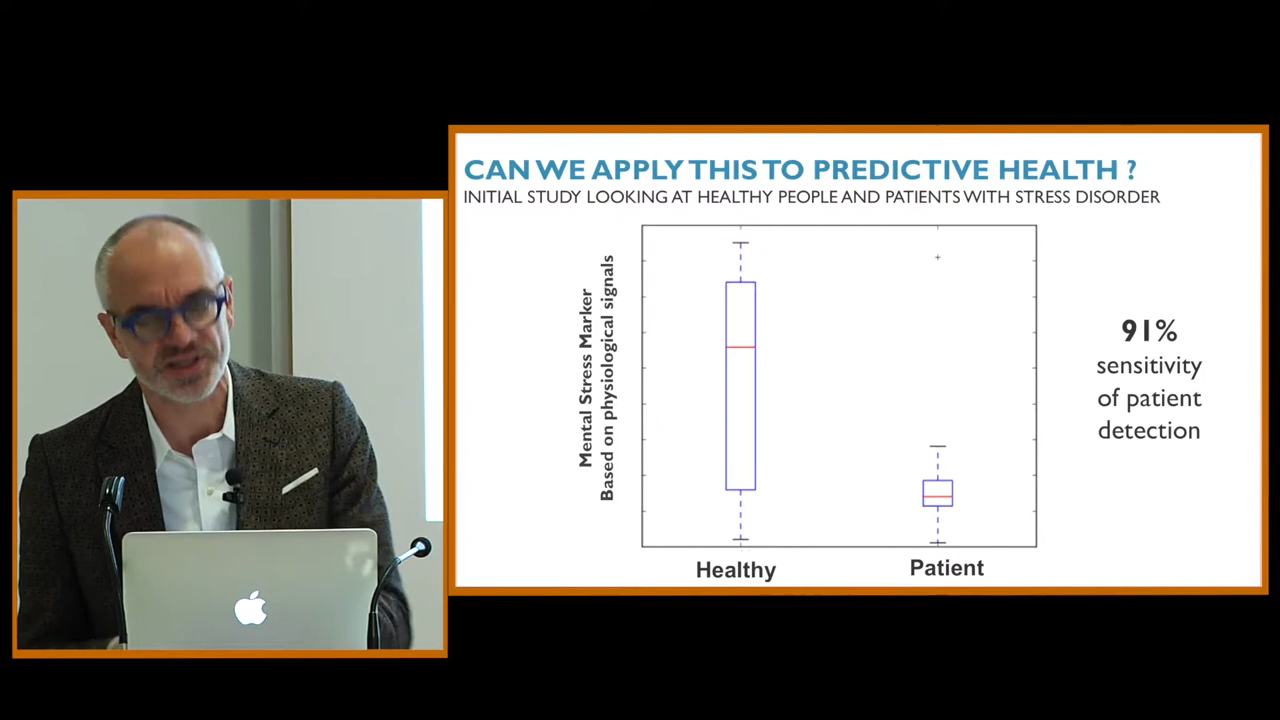 CAN WE APPLY THIS TO PREDICTIVE HEALTH ?
INITIAL STUDY LOOKING AT HEALTHY PEOPLE AND PATIENTS WITH STRESS DISORDER
Mental Stress Marker
Based on physiological signals
Healthy
Patient
91%
sensitivity
of patient
detection